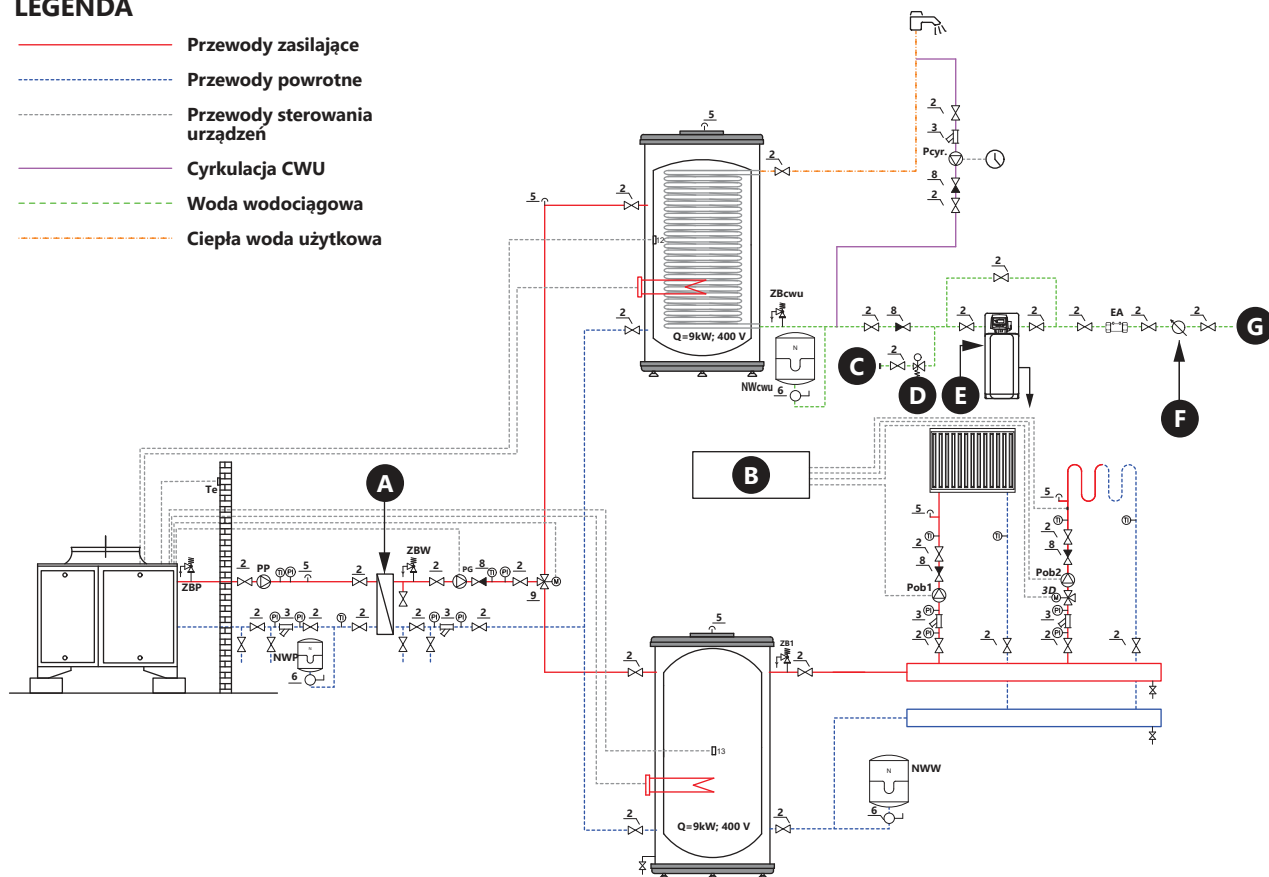 LEGENDA
Przewody zasilające
Przewody powrotne
Przewody sterowania
urządzeń
Cyrkulacja CWU
Woda wodociągowa
Ciepła woda użytkowa
5
2
2
3
Pcyr.
8
2
5
2
12
2
Q=9kW; 400 V
ZBcwu
N
NWcwu
6
2
8
2
2
2
2
EA
2
2
G
C
2
D
E
F
B
A
Te
ZBP
2
PP
TI
PI
5
2
ZBW
2
PG
8
TI
PI
2
9
M
2
PI
3
PI
2
TI
2
2
PI
3
PI
2
NWP
6
5
TI
2
8
Pob1
PI
3
PI
2
TI
2
5
TI
2
8
Pob2
3D
M
PI
3
PI
2
TI
2
5
2
ZB1
2
13
2
Q=9kW; 400 V
2
N
NWW
6